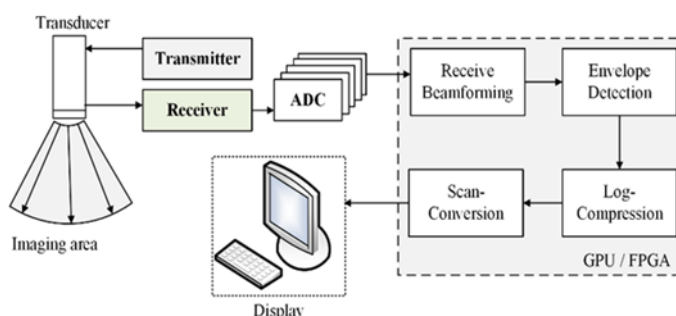 Transducer
Transmitter
Receiver
ADC
Receive
Beamforming
Envelope
Detection
Scan-
Conversion
Log-
Compression
GPU / FPGA
Imaging area
Display